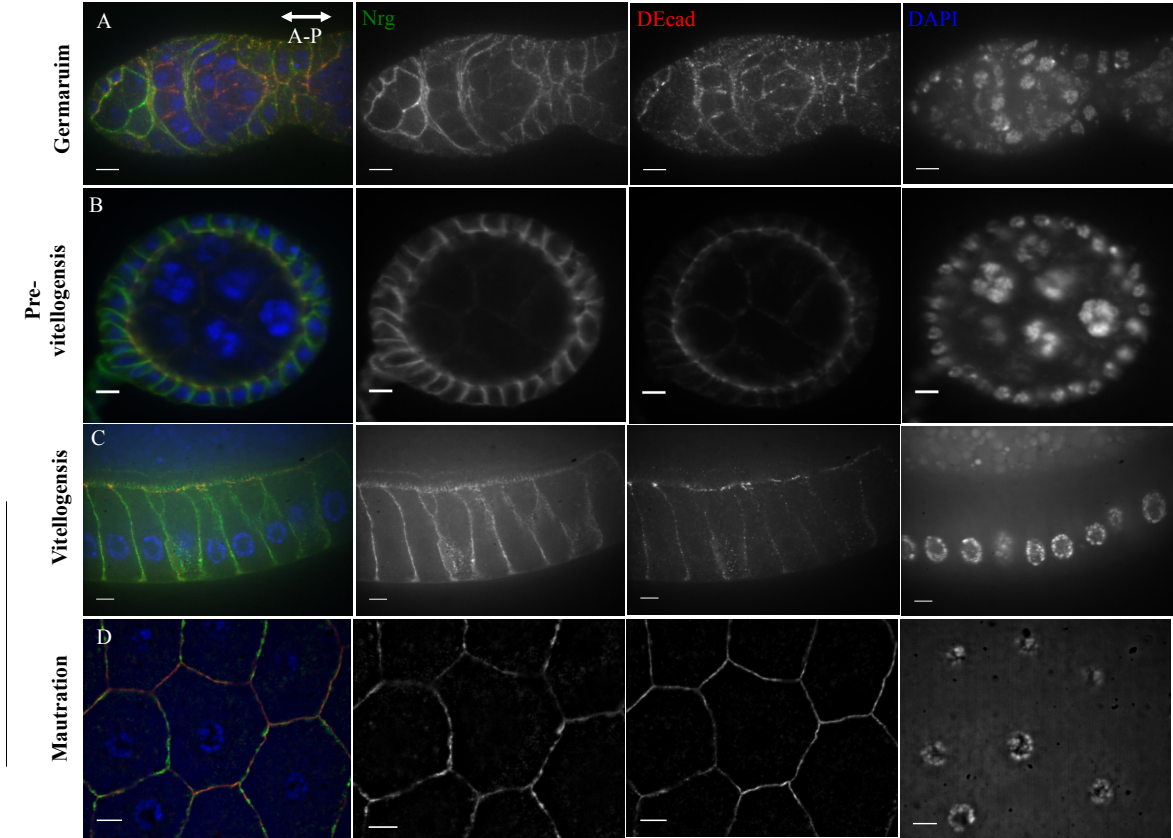 A
A-P
Nrg
DEcad
DAPI
Germaruim
B
Pre-
vitellogensis
C
Vitellogensis
D
Mautration